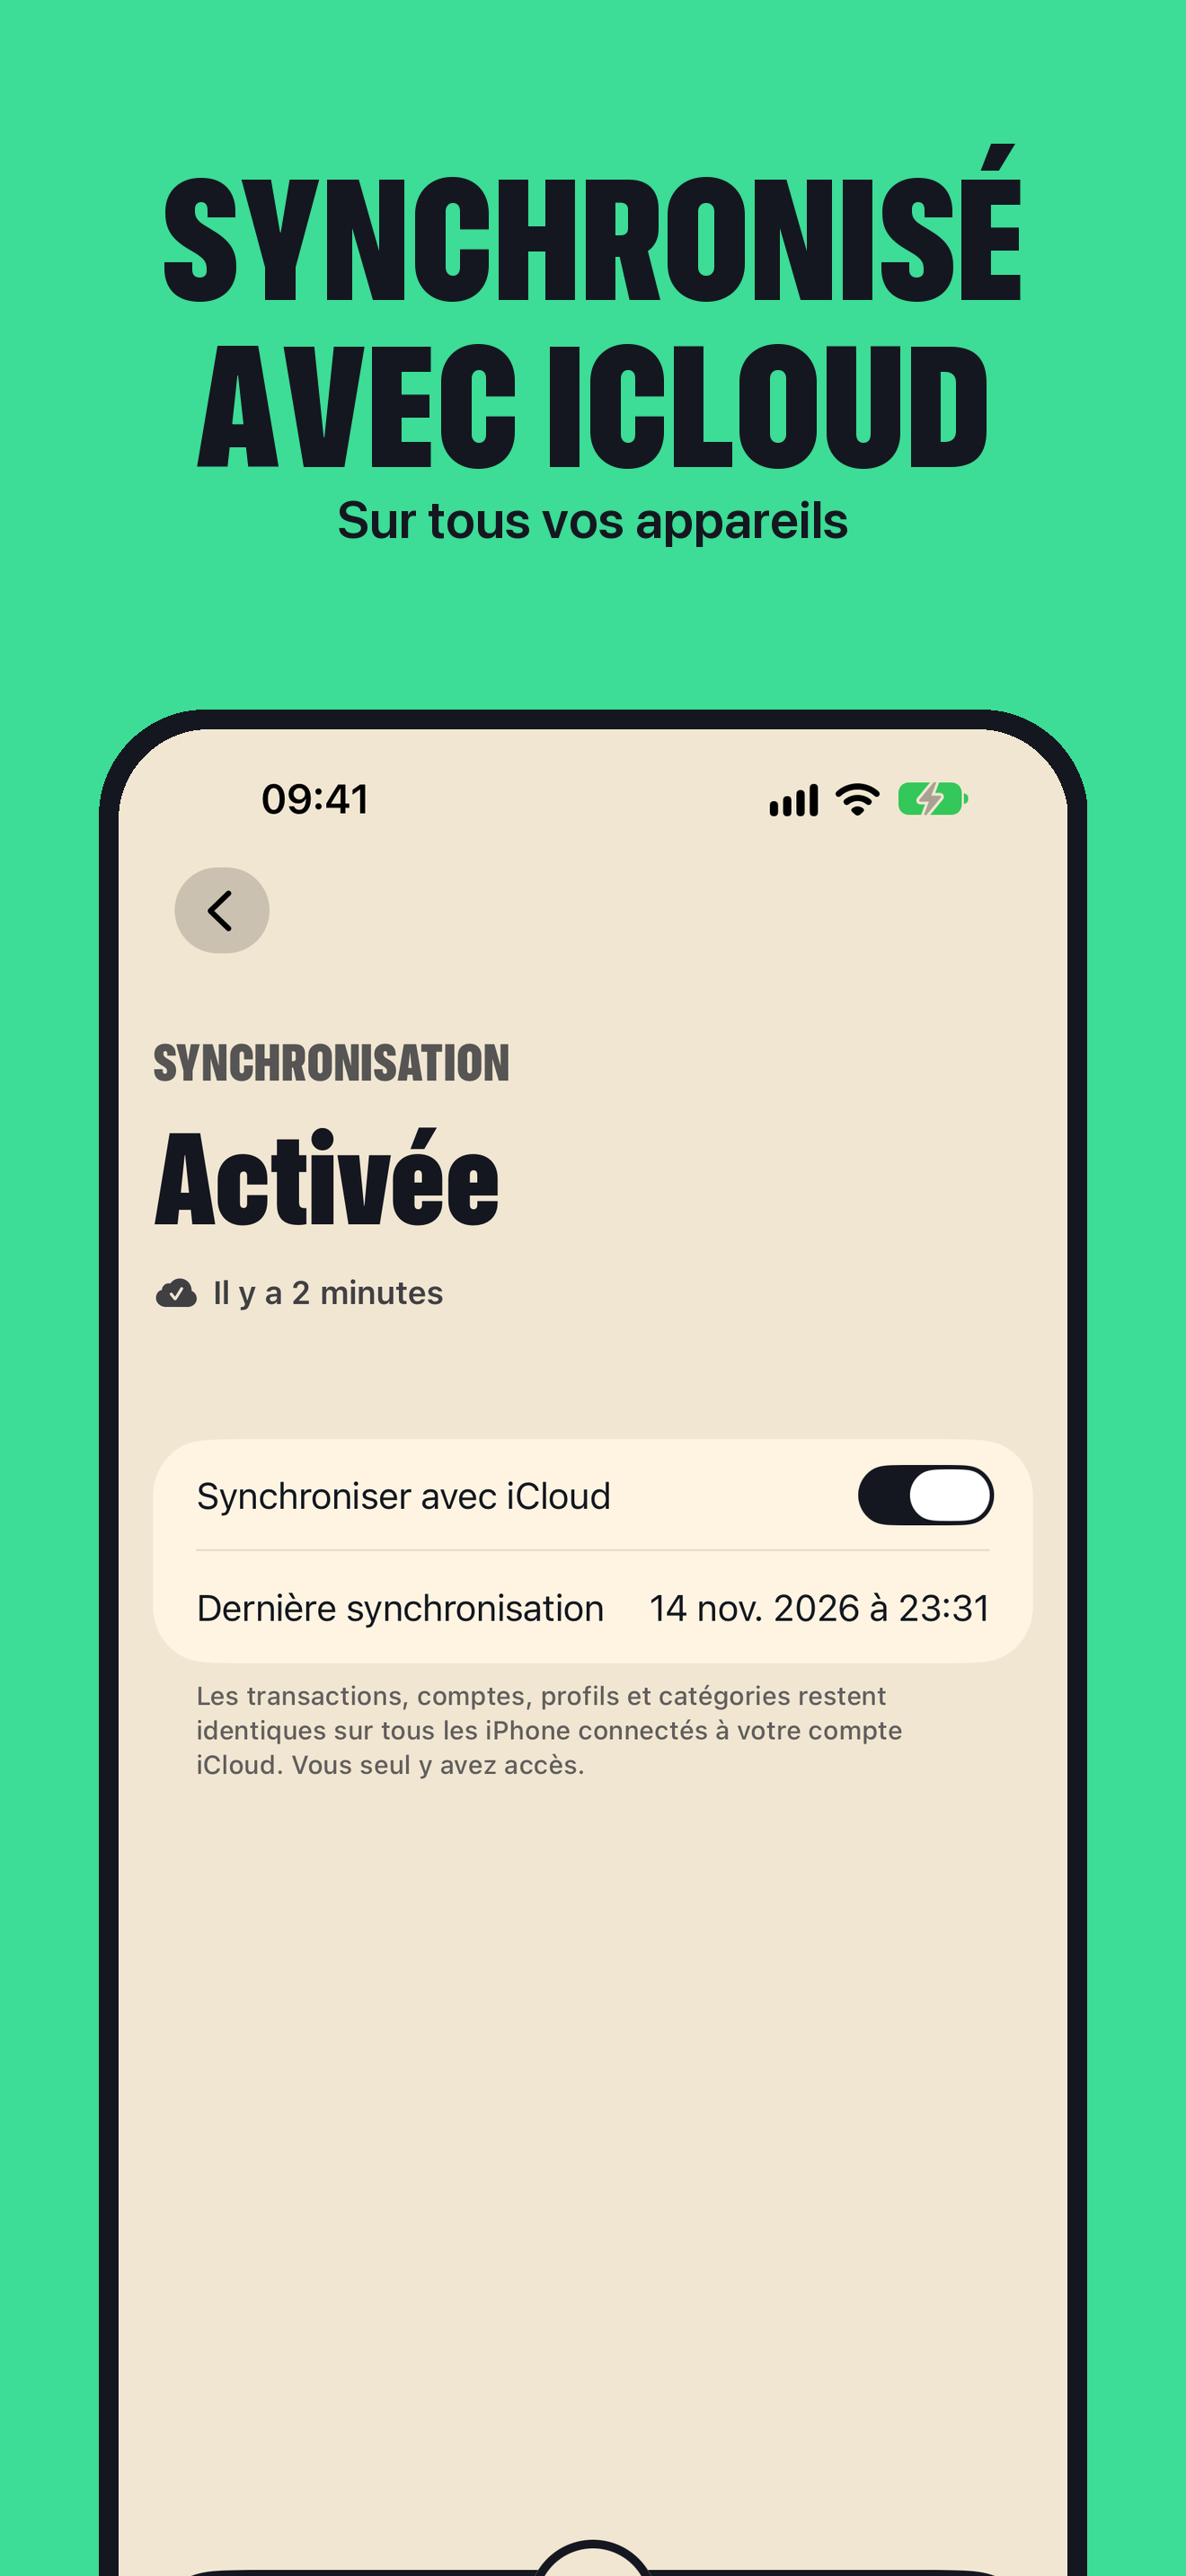 SYNCHRONISÉ
AVEC ICLOUD
Sur tous vos appareils
09:41
SYNCHRONISATION
Activée
Il y a 2 minutes
Synchroniser avec iCloud
Dernière synchronisation 14 nov. 2026 à 23:31
Les transactions, comptes, profils et catégories restent
identiques sur tous les iPhone connectés à votre compte
iCloud. Vous seul y avez accès.